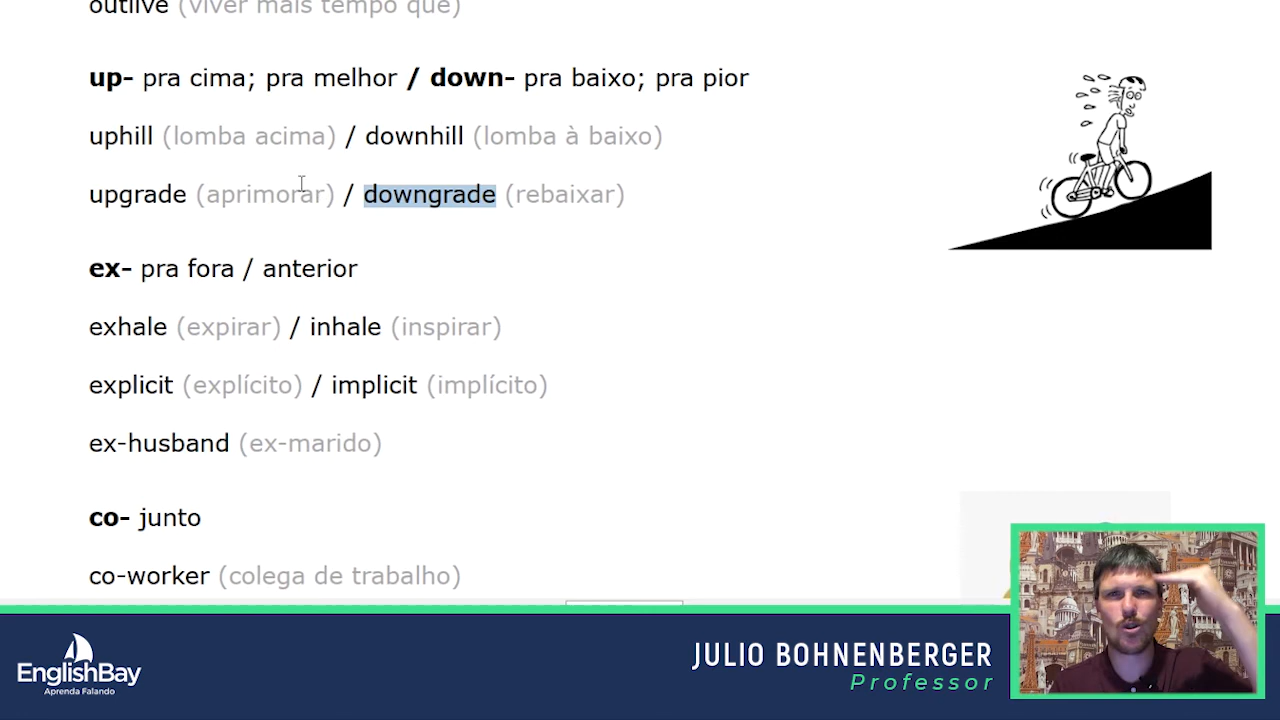 outlive (viver mais tempo que)
up- pra cima; pra melhor / down- pra baixo; pra pior
uphill (lomba acima) / downhill (lomba à baixo)
upgrade (aprimorar) / downgrade (rebaixar)
ex- pra fora / anterior
exhale (expirar) / inhale (inspirar)
explicit (explícito) / implicit (implícito)
ex-husband (ex-marido)
co- junto
co-worker (colega de trabalho)
JULIO BOHNENBERGER
Professor
EnglishBay
Aprenda Falando